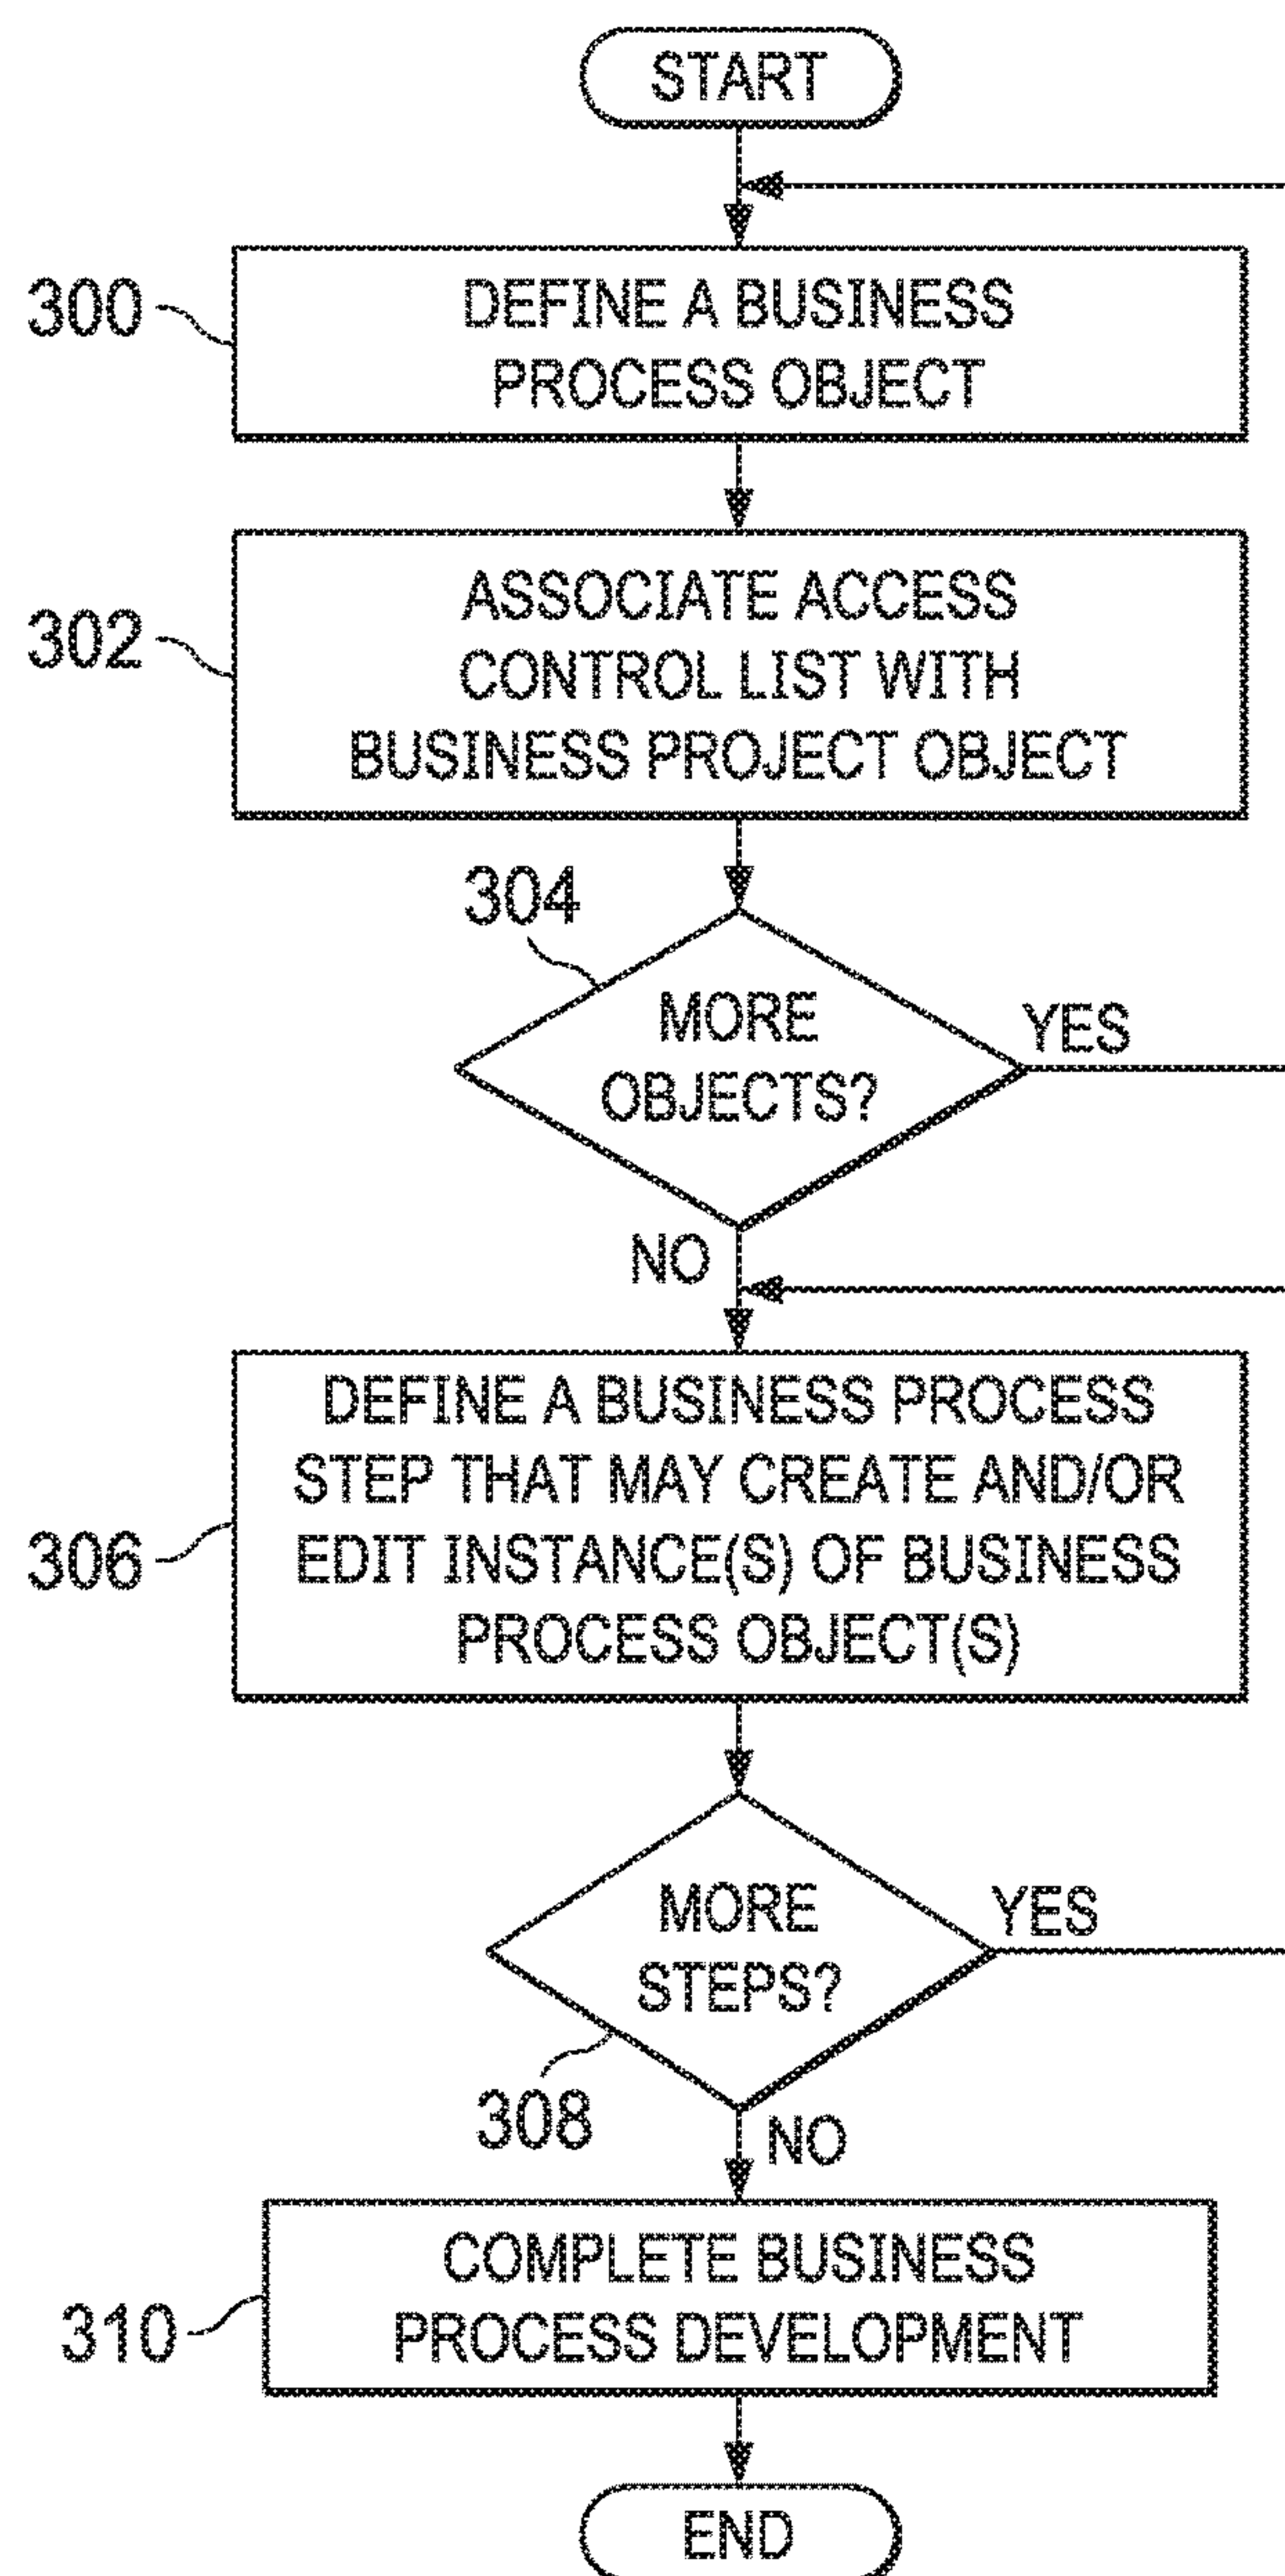 START
300
DEFINE A BUSINESS
PROCESS OBJECT
302
ASSOCIATE ACCESS
CONTROL LIST WITH
BUSINESS PROJECT OBJECT
304
MORE
OBJECTS?
YES
NO
306
DEFINE A BUSINESS PROCESS
STEP THAT MAY CREATE AND/OR
EDIT INSTANCE(S) OF BUSINESS
PROCESS OBJECT(S)
MORE
STEPS?
YES
308
NO
310
COMPLETE BUSINESS
PROCESS DEVELOPMENT
END